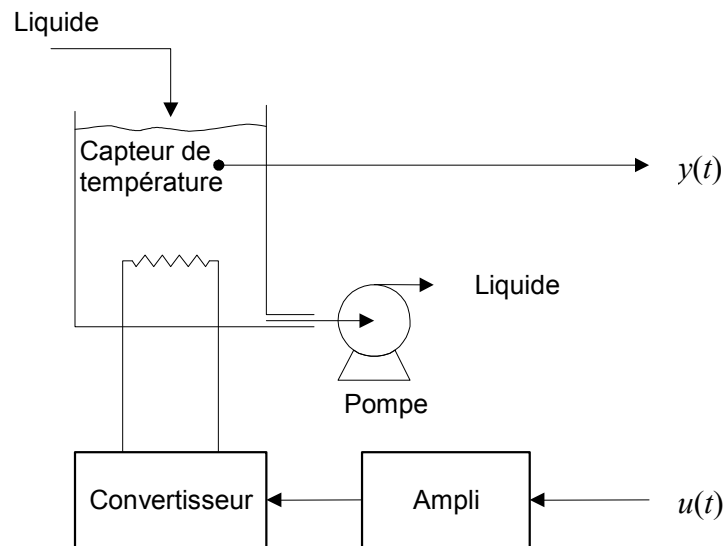 Liquide
Capteur de
température
y(t)
Liquide
Pompe
Convertisseur
Ampli
u(t)